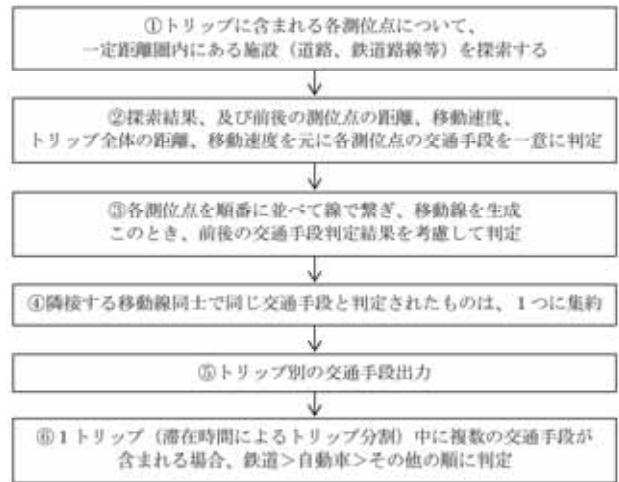 ①トリップに含まれる各測位点について、
一定距離圏内にある施設（道路、鉄道路線等）を探索する
②探索結果、及び前後の測位点の距離、移動速度、
トリップ全体の距離、移動速度を元に各測位点の交通手段を一意に判定
③各測位点を順番に並べて線で繋ぎ、移動線を生成
このとき、前後の交通手段判定結果を考慮して判定
④隣接する移動線同士で同じ交通手段と判定されたものは、１つに集約
⑤トリップ別の交通手段出力
⑥１トリップ（滞在時間によるトリップ分割）中に複数の交通手段が
含まれる場合、鉄道＞自動車＞その他の順に判定